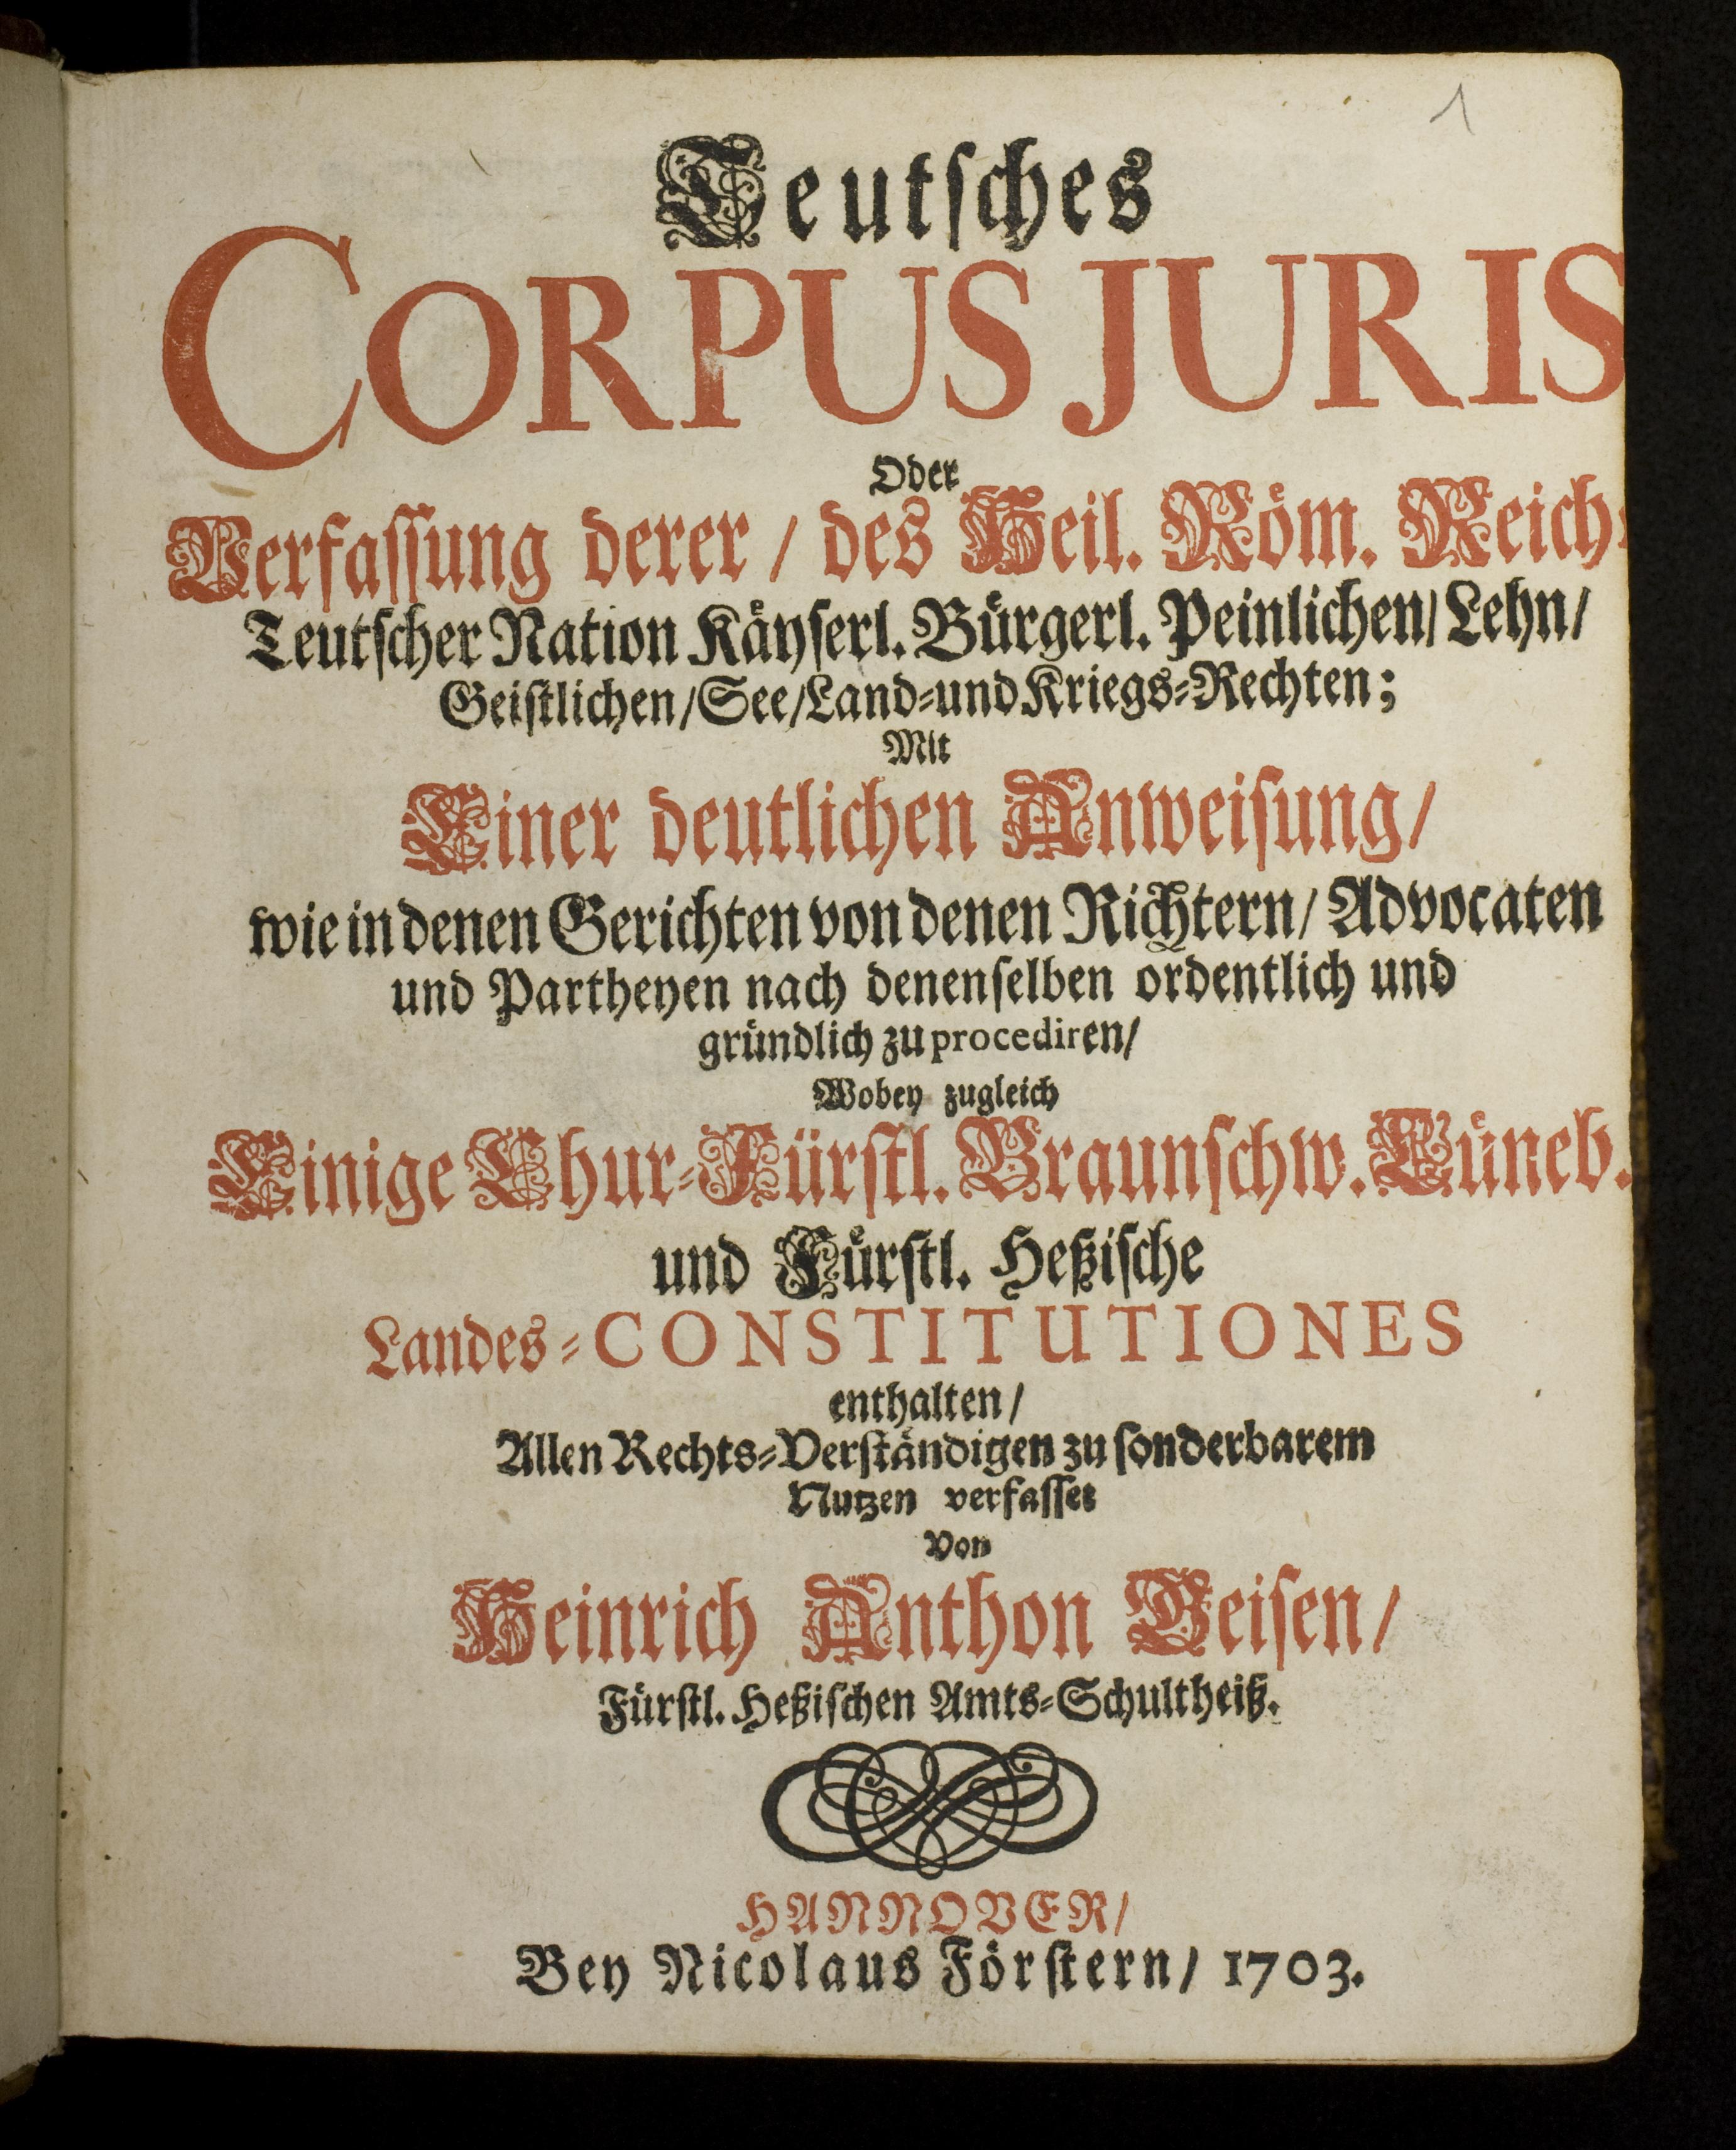 1
Teutsches
CORPUS JURIS
Oder
Verfassung derer / des Heil. Röm. Reichs
Teutscher Nation Käyserl. Bürgerl. Peinlichen / Lehn /
Geistlichen / See / Land- und Kriegs-Rechten;
Mit
Einer deutlichen Anweisung /
wie in denen Gerichten von denen Richtern / Advocaten
und Partheyen nach denenselben ordentlich und
gründlich zu procediren /
Wobey zugleich
Einige Chur-Fürstl. Braunschw. Lüneb.
und Fürstl. Heßische
Landes-CONSTITUTIONES
enthalten /
Allen Rechts-Verständigen zu sonderbarem
Nutzen verfasset
Von
Heinrich Anthon Geisen /
Fürstl. Heßischen Amts-Schultheiß.
HANNOVER /
Bey Nicolaus Förstern / 1703.